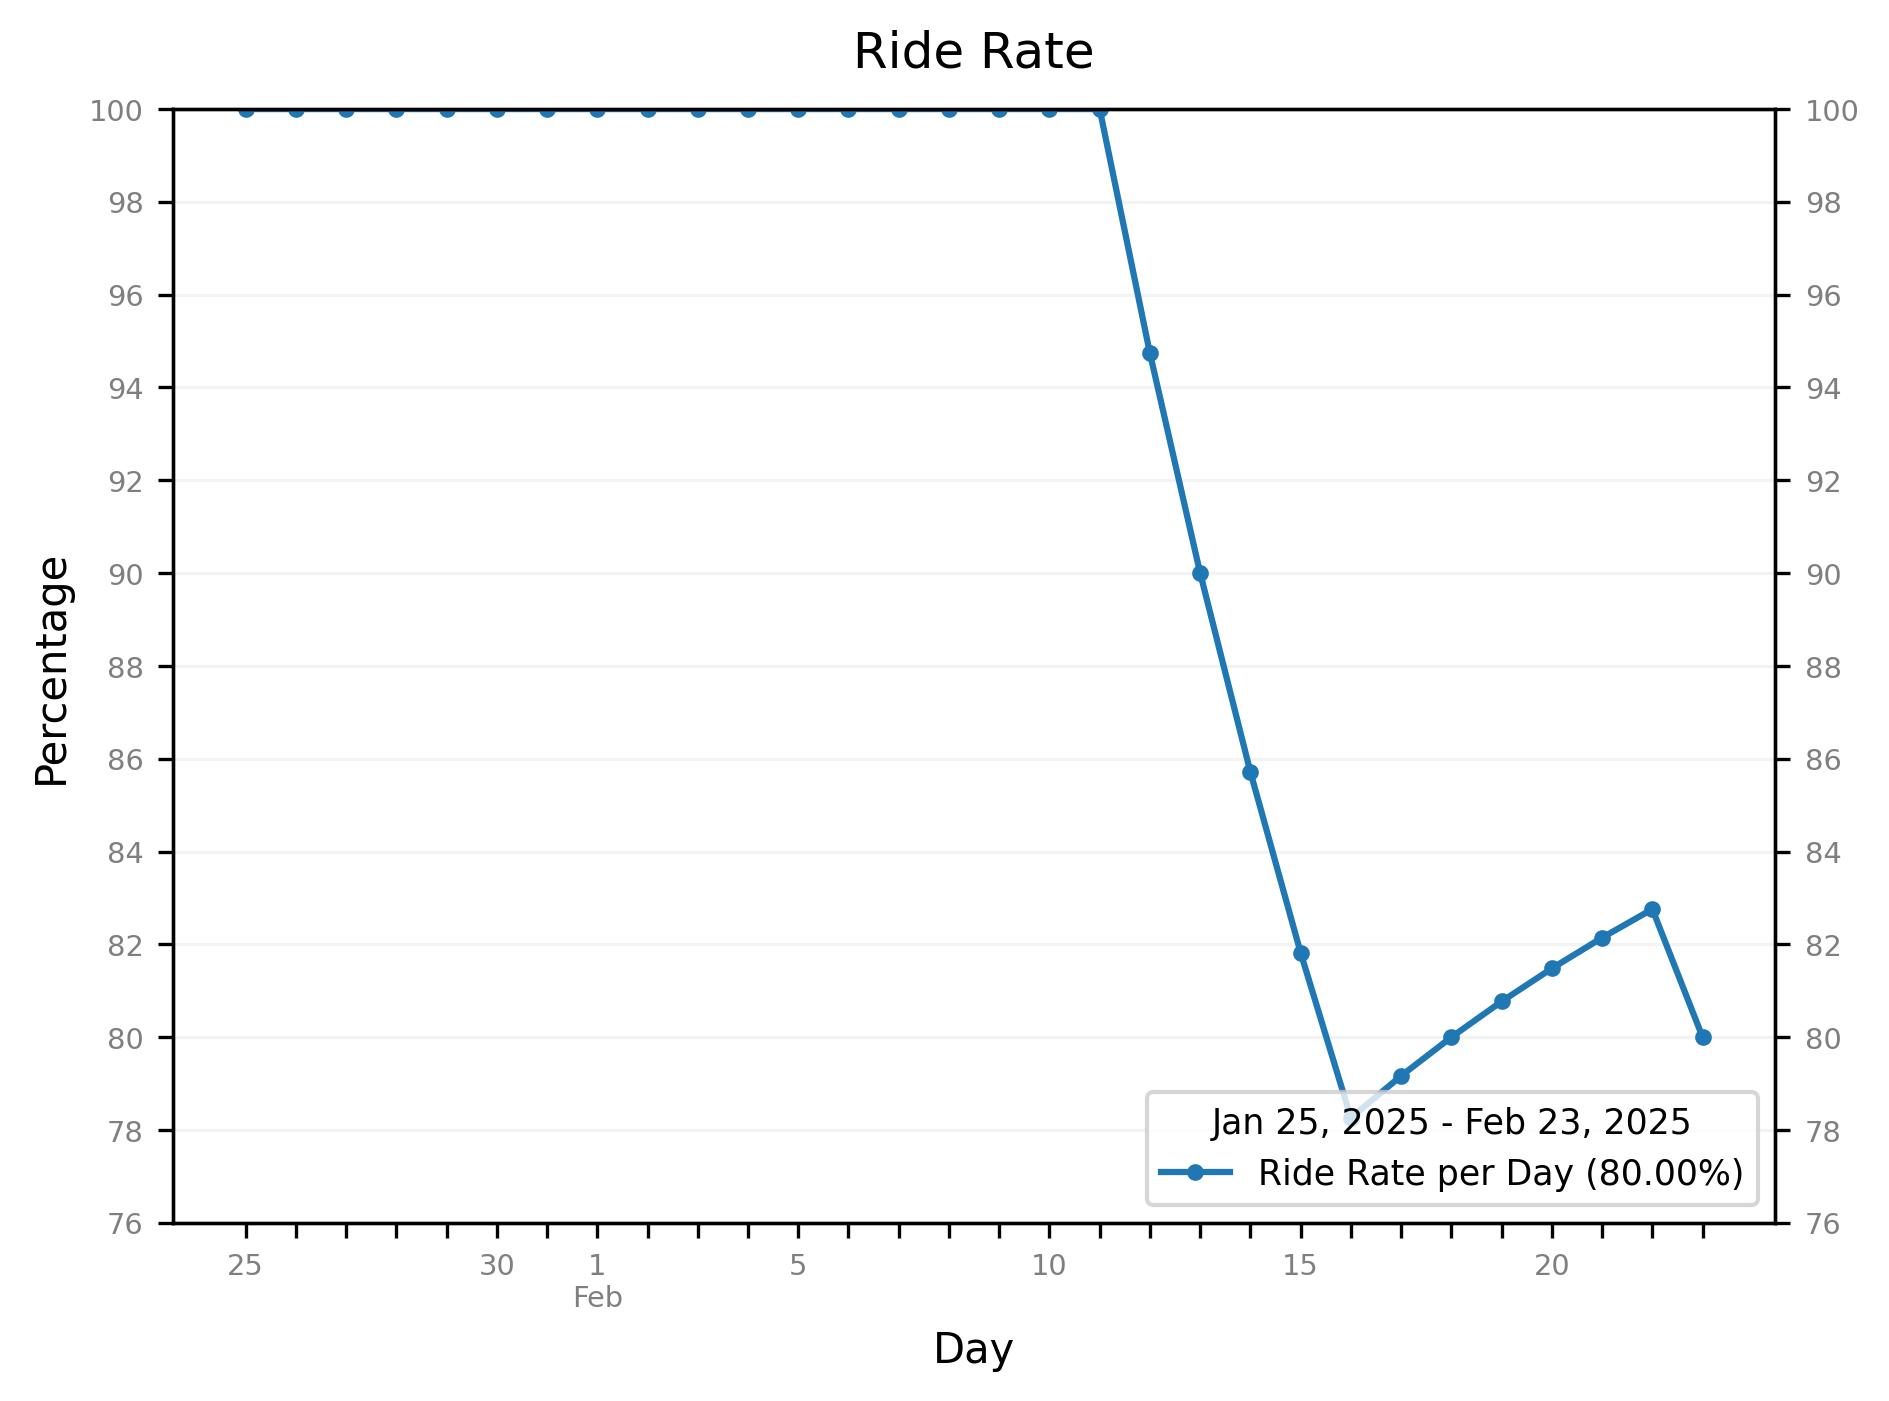 Ride Rate
100 100
98 98
96 96
94 94
92 92
90 90
88 88
86 86
84 84
82 82
80 80
78 78
76 76
Percentage
Jan 25, 2025 - Feb 23, 2025
Ride Rate per Day (80.00%)
25 30 1 5 10 15 20
Feb
Day